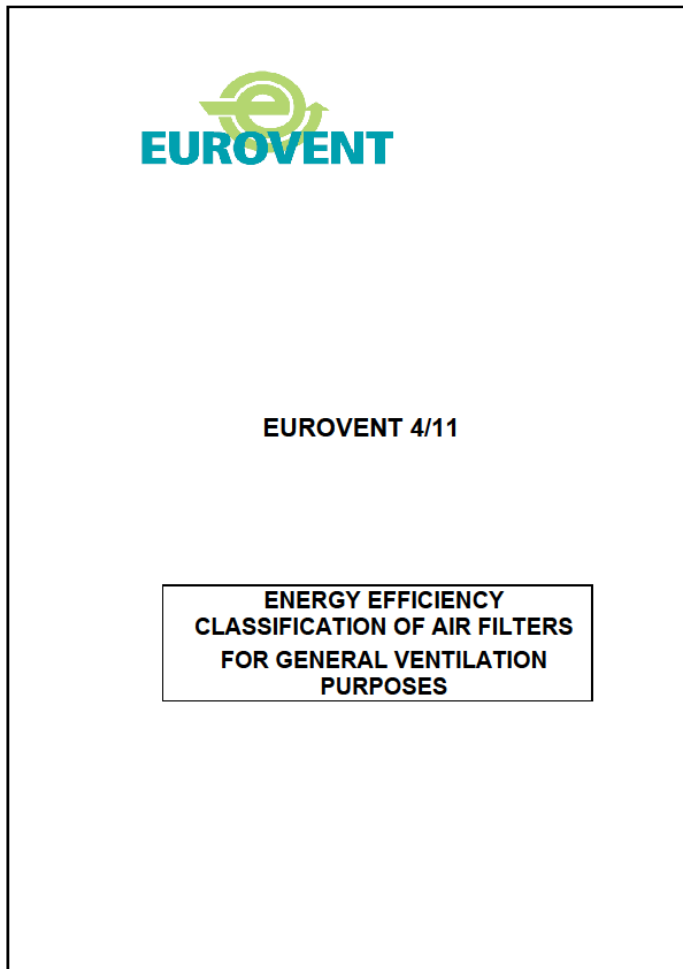 EUROVENT
EUROVENT 4/11
ENERGY EFFICIENCY
CLASSIFICATION OF AIR FILTERS
FOR GENERAL VENTILATION
PURPOSES